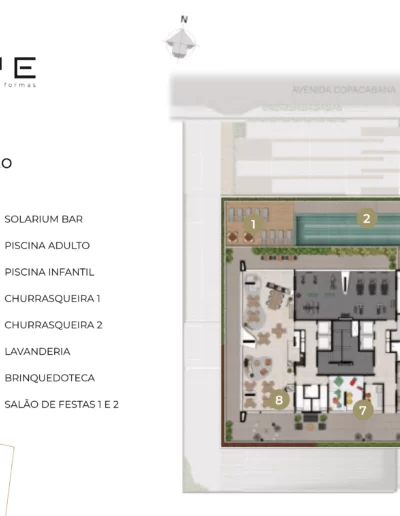 N
E
formas
AVENIDA COPACABANA
O
1
2
SOLARIUM BAR
PISCINA ADULTO
PISCINA INFANTIL
CHURRASQUEIRA 1
CHURRASQUEIRA 2
LAVANDERIA
BRINQUEDOTECA
SALÃO DE FESTAS 1 E 2
8
7